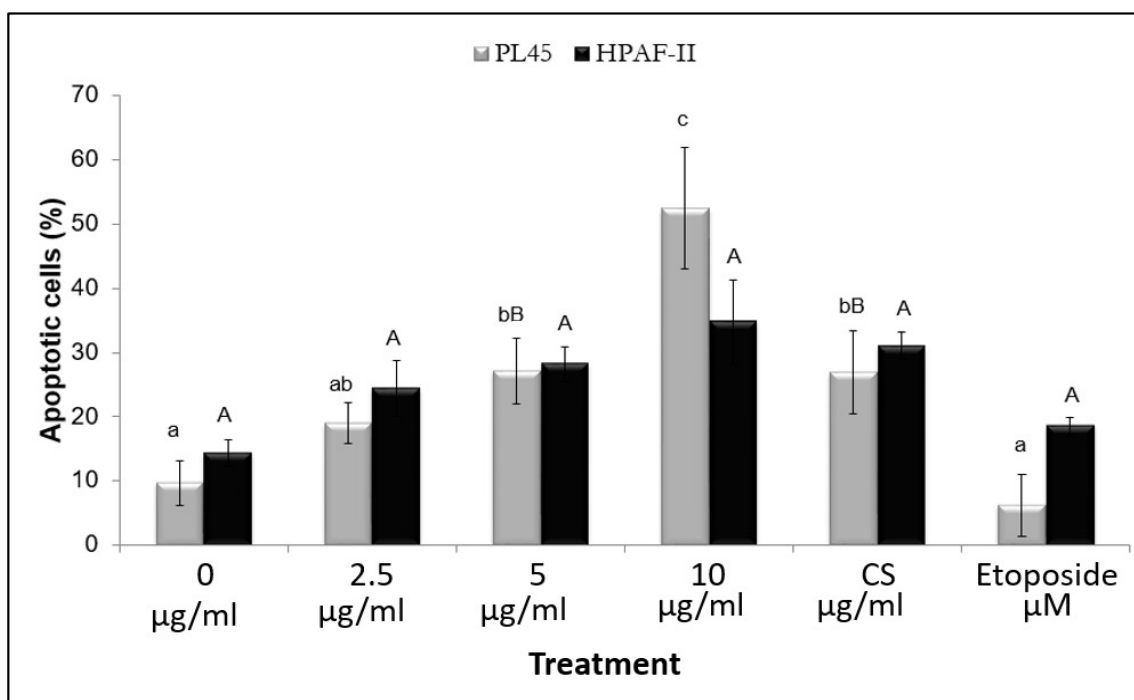 PL45 HPAF-II
Apoptotic cells (%)
70
60
50
40
30
20
10
0
a A
ab A
bB A
c A
bB A
a A
0 2.5 5 10 CS Etoposide
µg/ml µg/ml µg/ml µg/ml µg/ml µM
Treatment